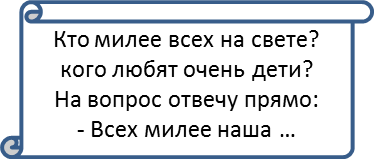 Кто милее всех на свете?
кого любят очень дети?
На вопрос отвечу прямо:
- Всех милее наша ...